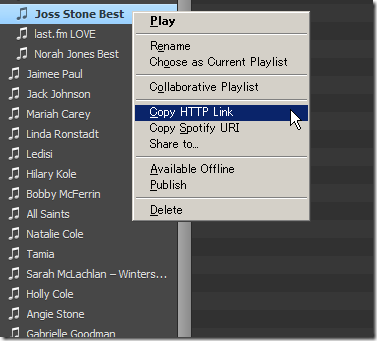 Joss Stone Best
last.fm LOVE
Norah Jones Best
Jaimee Paul
Jack Johnson
Mariah Carey
Linda Ronstadt
Ledisi
Hilary Kole
Bobby McFerrin
All Saints
Natalie Cole
Tamia
Sarah McLachlan – Winters...
Holly Cole
Angie Stone
Gabrielle Goodman
Play
Rename
Choose as Current Playlist
Collaborative Playlist
Copy HTTP Link
Copy Spotify URI
Share to...
Available Offline
Publish
Delete